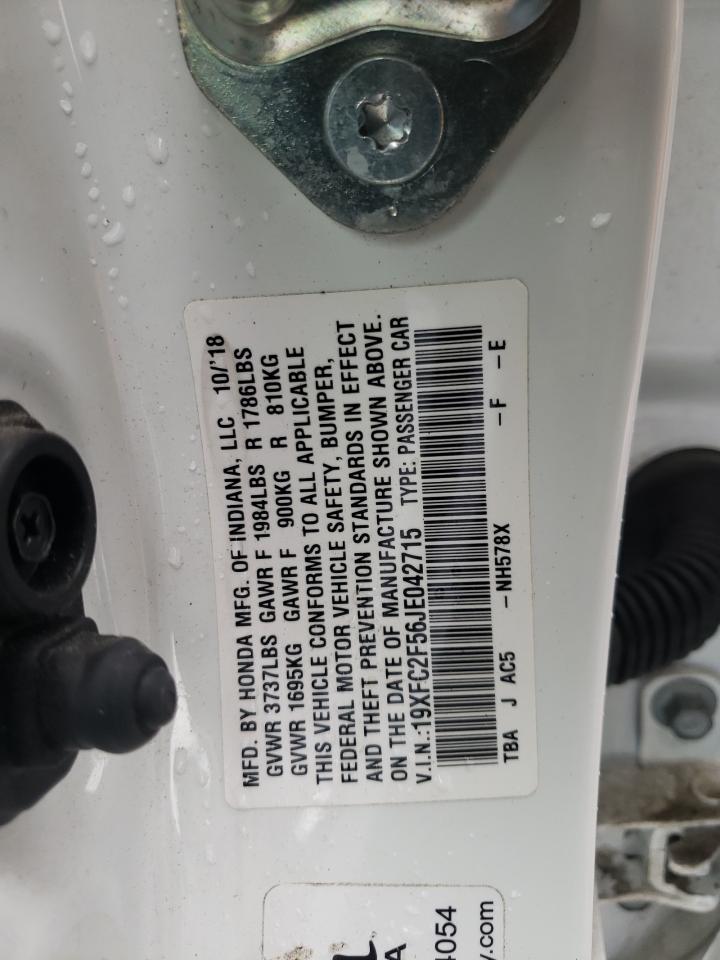 MFD. BY HONDA MFG. OF INDIANA, LLC 10/'18
GVWR 3737LBS GAWR F 1984LBS R 1786LBS
GVWR 1695KG GAWR F 900KG R 810KG
THIS VEHICLE CONFORMS TO ALL APPLICABLE
FEDERAL MOTOR VEHICLE SAFETY, BUMPER,
AND THEFT PREVENTION STANDARDS IN EFFECT
ON THE DATE OF MANUFACTURE SHOWN ABOVE.
V.I.N.:19XFC2F56JE042715 TYPE: PASSENGER CAR
TBA J AC5 - NH578X -F -E
4054
y.com